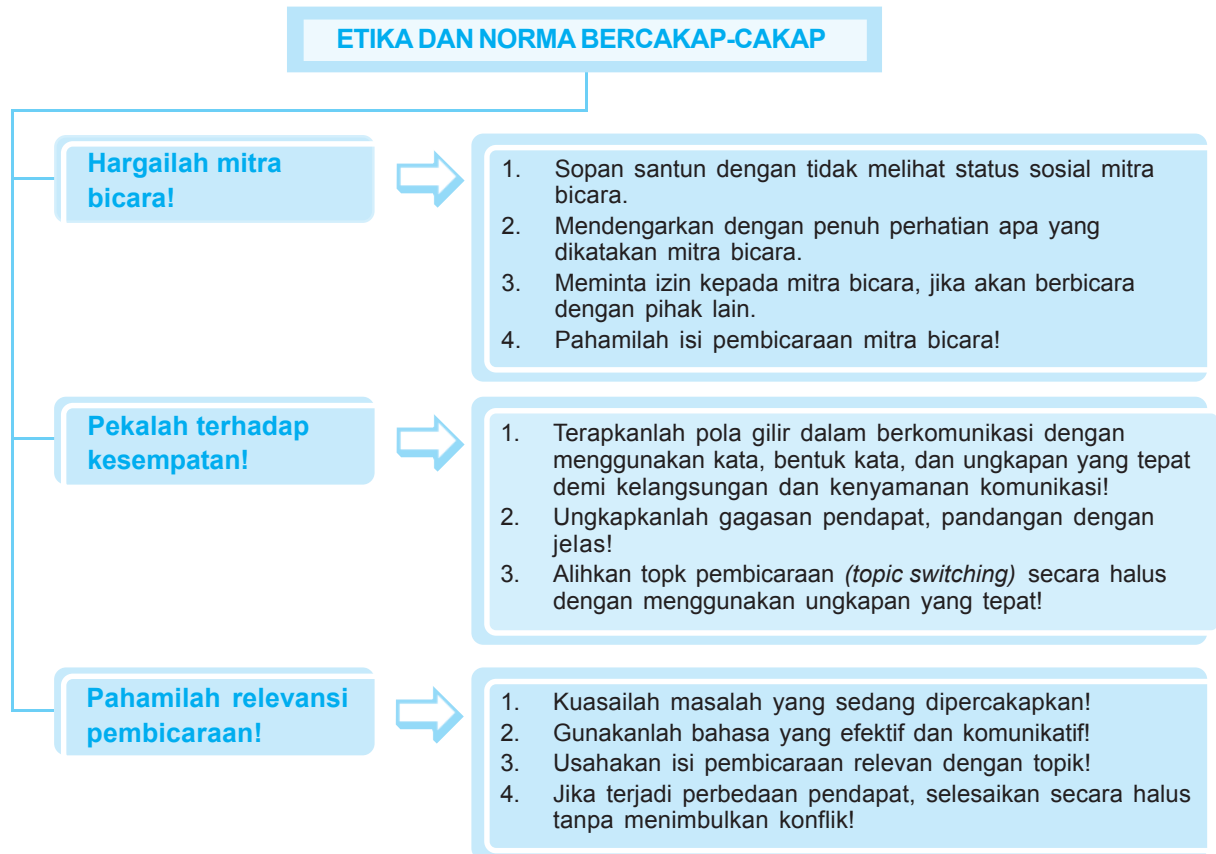 ETIKA DAN NORMA BERCAKAP-CAKAP
Hargailah mitra
bicara!
1. Sopan santun dengan tidak melihat status sosial mitra
bicara.
2. Mendengarkan dengan penuh perhatian apa yang
dikatakan mitra bicara.
3. Meminta izin kepada mitra bicara, jika akan berbicara
dengan pihak lain.
4. Pahamilah isi pembicaraan mitra bicara!
Pekalah terhadap
kesempatan!
1. Terapkanlah pola gilir dalam berkomunikasi dengan
menggunakan kata, bentuk kata, dan ungkapan yang tepat
demi kelangsungan dan kenyamanan komunikasi!
2. Ungkapkanlah gagasan pendapat, pandangan dengan
jelas!
3. Alihkan topk pembicaraan (topic switching) secara halus
dengan menggunakan ungkapan yang tepat!
Pahamilah relevansi
pembicaraan!
1. Kuasailah masalah yang sedang dipercakapkan!
2. Gunakanlah bahasa yang efektif dan komunikatif!
3. Usahakan isi pembicaraan relevan dengan topik!
4. Jika terjadi perbedaan pendapat, selesaikan secara halus
tanpa menimbulkan konflik!